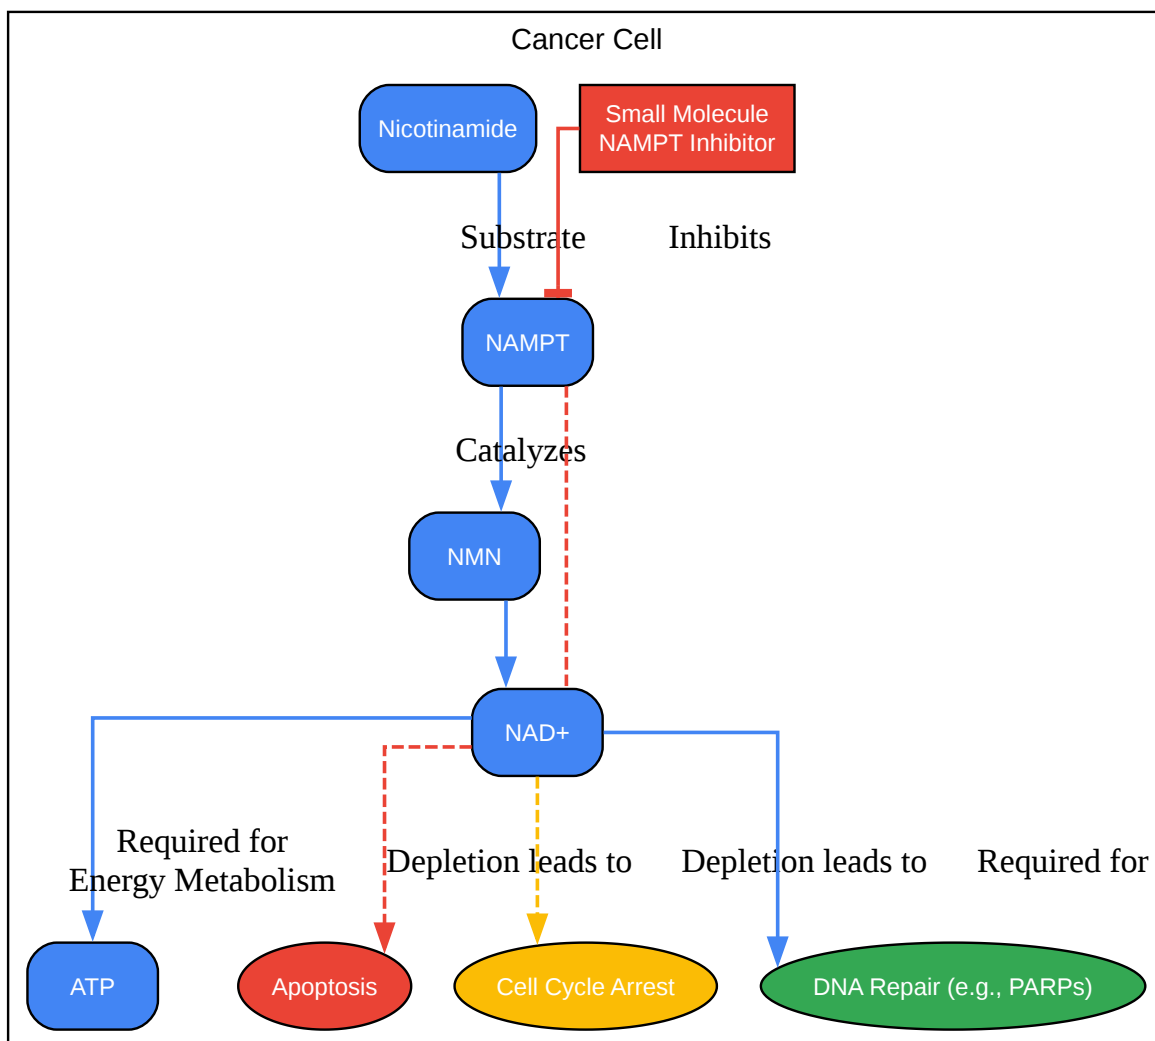 Cancer Cell
Nicotinamide
Small Molecule
NAMPT Inhibitor
Substrate
Inhibits
NAMPT
Catalyzes
NMN
NAD+
Required for
Energy Metabolism
Depletion leads to
Depletion leads to
Required for
ATP
Apoptosis
Cell Cycle Arrest
DNA Repair (e.g., PARPs)